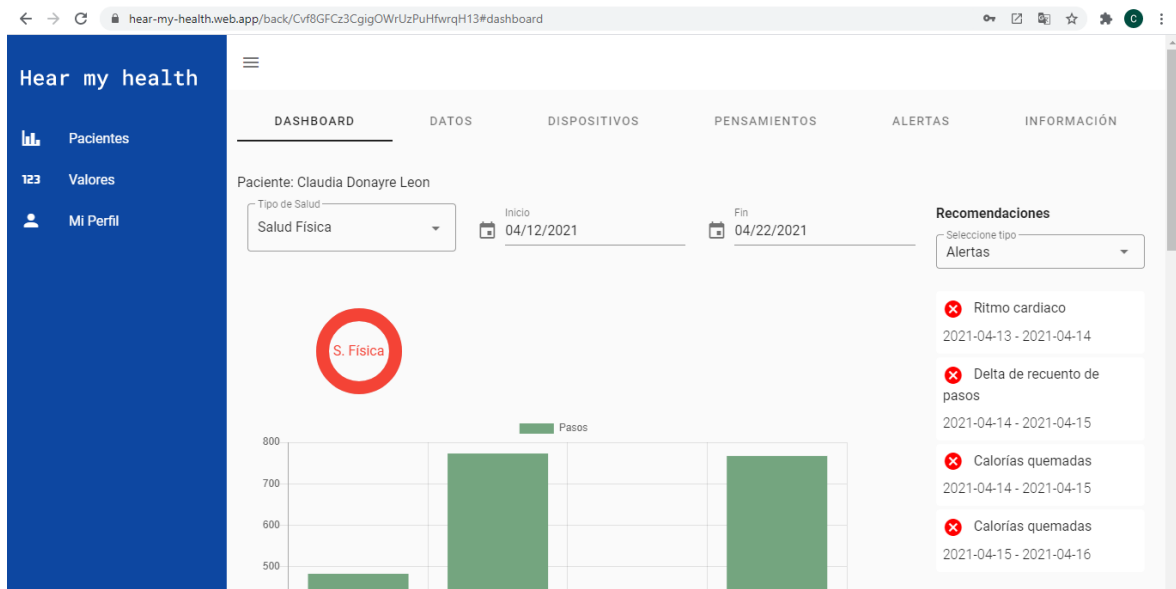 hear-my-health.web.app/back/Cvf8GFCz3CgigOWrUzPuHfwrqH13#dashboard
C
Hear my health
Pacientes
123 Valores
Mi Perfil
DASHBOARD DATOS DISPOSITIVOS PENSAMIENTOS ALERTAS INFORMACIÓN
Paciente: Claudia Donayre Leon
Tipo de Salud
Salud Física
Inicio
04/12/2021
Fin
04/22/2021
S. Física
Pasos
800
700
600
500
Recomendaciones
Seleccione tipo
Alertas
Ritmo cardiaco
2021-04-13 - 2021-04-14
Delta de recuento de
pasos
2021-04-14 - 2021-04-15
Calorías quemadas
2021-04-14 - 2021-04-15
Calorías quemadas
2021-04-15 - 2021-04-16